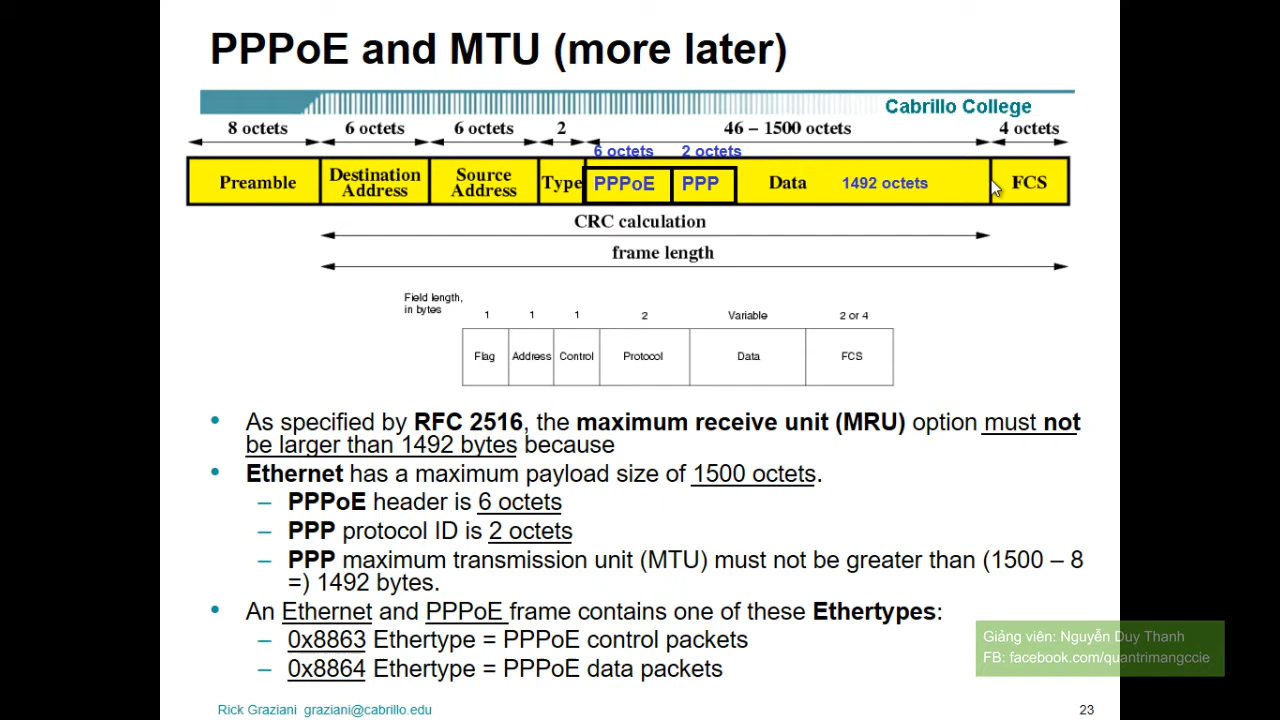 PPPoE and MTU (more later)
Cabrillo College
8 octets 6 octets 6 octets 2 46 – 1500 octets 4 octets
6 octets 2 octets
Preamble Destination Address Source Address Type PPPoE PPP Data 1492 octets FCS
CRC calculation
frame length
Field length,
in bytes
1 1 1 2 Variable 2 or 4
Flag Address Control Protocol Data FCS
• As specified by RFC 2516, the maximum receive unit (MRU) option must not
be larger than 1492 bytes because
• Ethernet has a maximum payload size of 1500 octets.
– PPPoE header is 6 octets
– PPP protocol ID is 2 octets
– PPP maximum transmission unit (MTU) must not be greater than (1500 – 8
=) 1492 bytes.
• An Ethernet and PPPoE frame contains one of these Ethertypes:
– 0x8863 Ethertype = PPPoE control packets
– 0x8864 Ethertype = PPPoE data packets
Giảng viên: Nguyễn Duy Thanh
FB: facebook.com/quantrimangccie
Rick Graziani graziani@cabrillo.edu
23